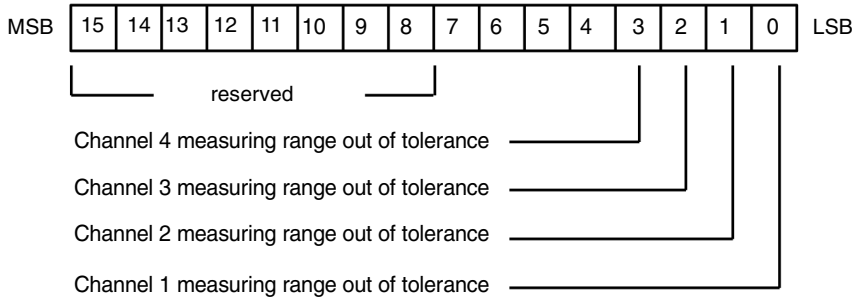 MSB 15 14 13 12 11 10 9 8 7 6 5 4 3 2 1 0 LSB
reserved
Channel 4 measuring range out of tolerance
Channel 3 measuring range out of tolerance
Channel 2 measuring range out of tolerance
Channel 1 measuring range out of tolerance